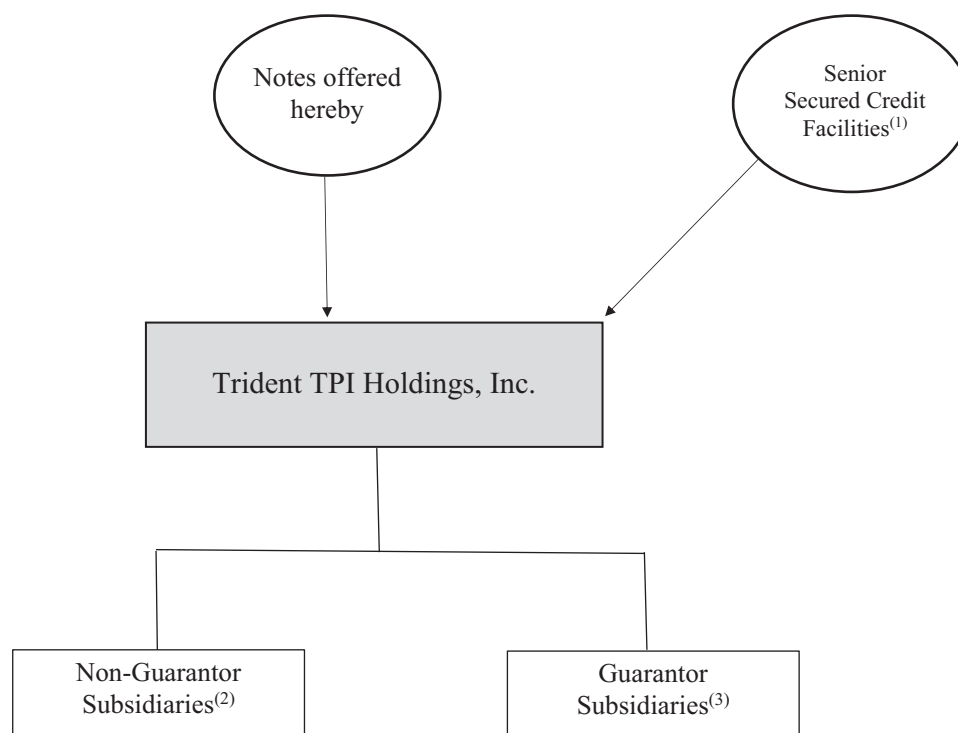 Notes offered
hereby
Senior
Secured Credit
Facilities(1)
Trident TPI Holdings, Inc.
Non-Guarantor
Subsidiaries(2)
Guarantor
Subsidiaries(3)